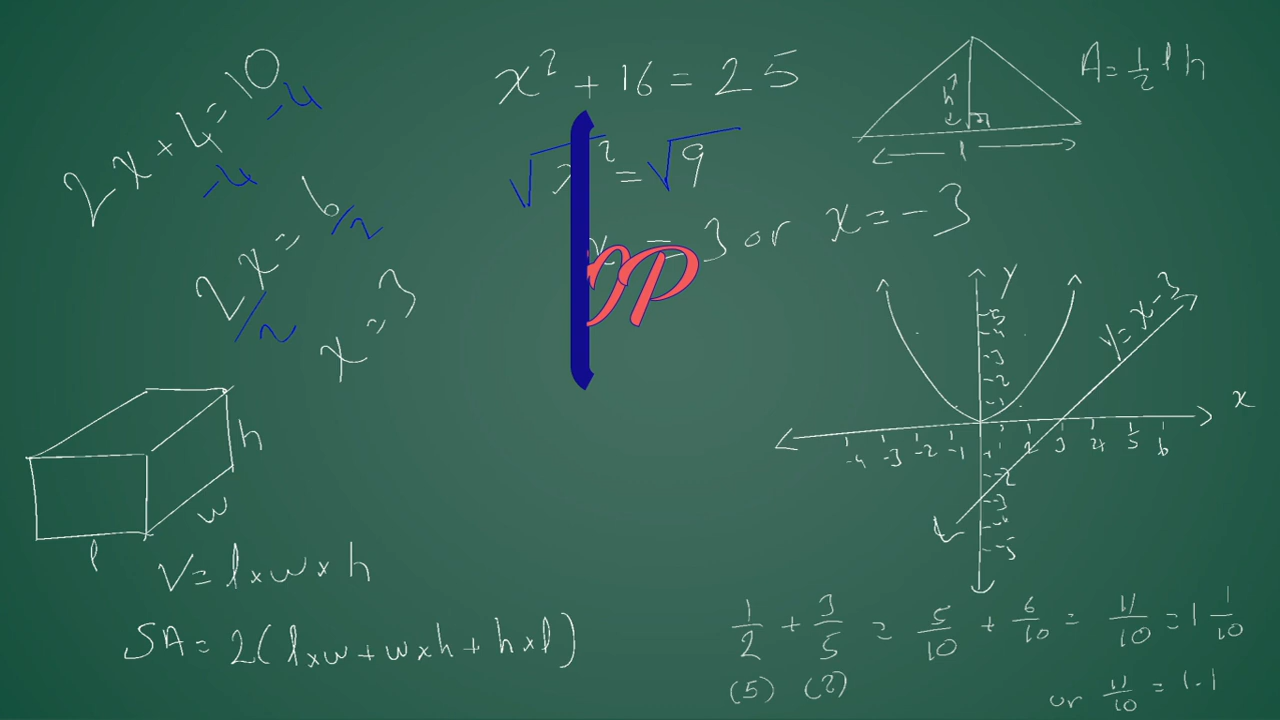 2x + 4 = 10
-4 -4
2x = 6
/2 /2
x = 3
x² + 16 = 25
√x² = √9
x = 3 or x = -3
A = 1/2 l h
h
l
y
y = x - 3
x
5
4
3
2
1
-4 -3 -2 -1 1 2 3 4 5 6
-2
-3
-4
-5
h
w
l
V = l x w x h
SA = 2(l x w + w x h + h x l)
1/2 + 3/5 = 5/10 + 6/10 = 11/10 = 1 1/10
(5) (2)
or 11/10 = 1.1